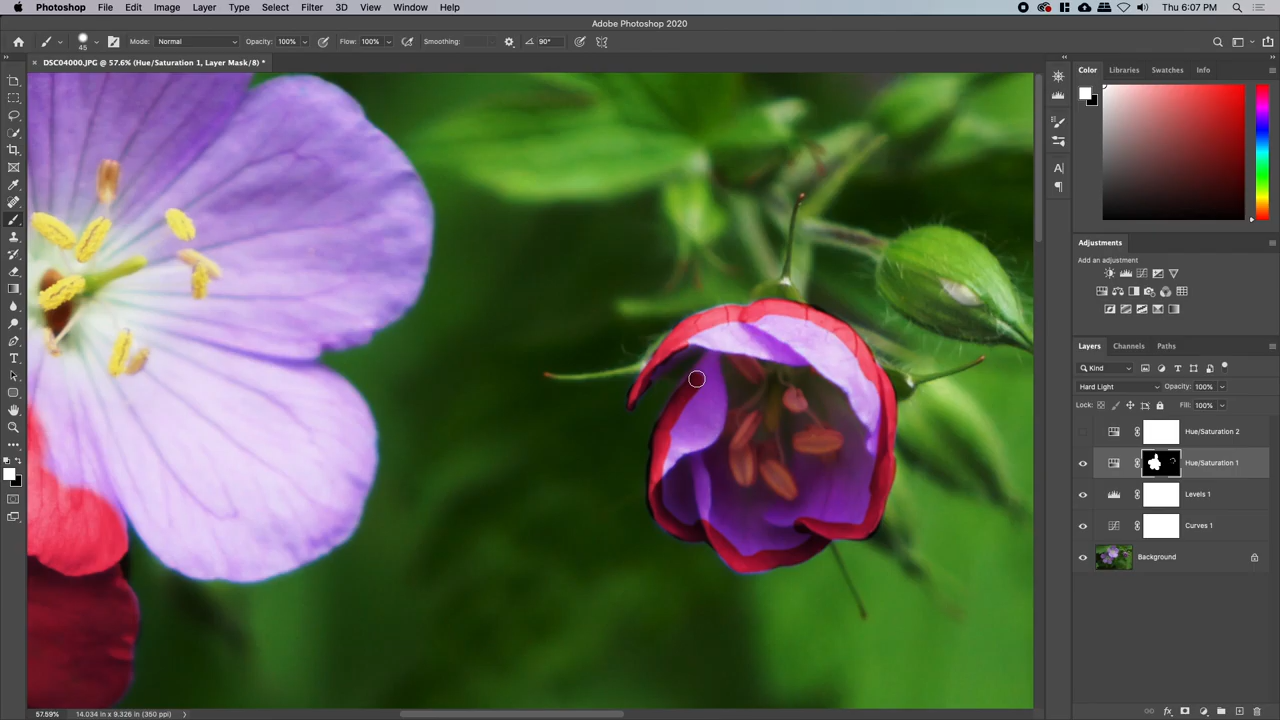 Photoshop File Edit Image Layer Type Select Filter 3D View Window Help Thu 6:07 PM
Adobe Photoshop 2020
45 Mode: Normal Opacity: 100% Flow: 100% Smoothing: 90°
DSC04000.JPG @ 57.6% (Hue/Saturation 1, Layer Mask/8) *
Color Libraries Swatches Info
Adjustments
Add an adjustment
Layers Channels Paths
Kind
Hard Light Opacity: 100%
Lock: Fill: 100%
Hue/Saturation 2
Hue/Saturation 1
Levels 1
Curves 1
Background
57.59% 14.034 in x 9.326 in (350 ppi)